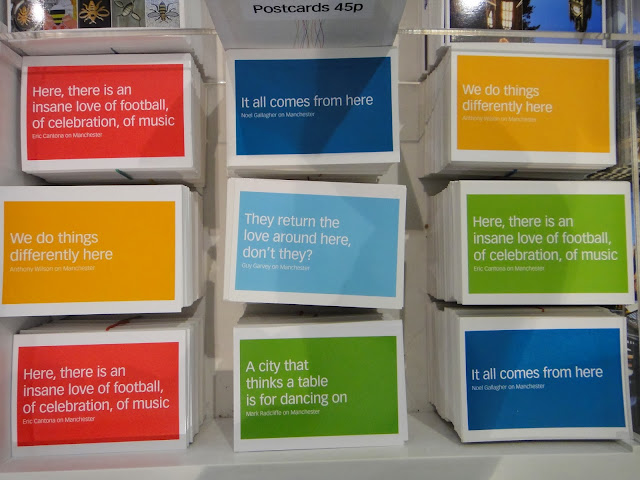 Postcards 45p
Here, there is an
insane love of football,
of celebration, of music
Eric Cantona on Manchester
It all comes from here
Noel Gallagher on Manchester
We do things
differently here
Anthony Wilson on Manchester
We do things
differently here
Anthony Wilson on Manchester
They return the
love around here,
don't they?
Guy Garvey on Manchester
Here, there is an
insane love of football,
of celebration, of music
Eric Cantona on Manchester
Here, there is an
insane love of football,
of celebration, of music
Eric Cantona on Manchester
A city that
thinks a table
is for dancing on
Mark Radcliffe on Manchester
It all comes from here
Noel Gallagher on Manchester